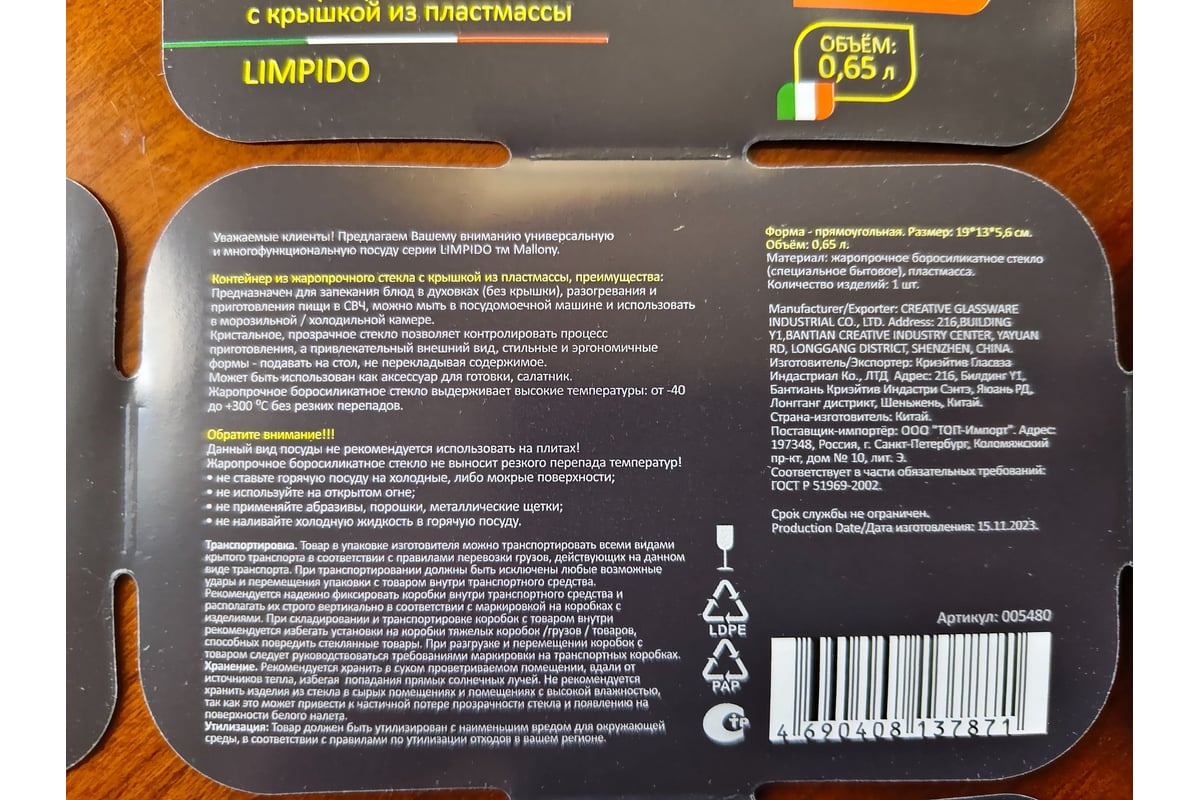 с крышкой из пластмассы
LIMPIDO
ОБЪЁМ:
0,65 л
Уважаемые клиенты! Предлагаем Вашему вниманию универсальную
и многофункциональную посуду серии LIMPIDO тм Mallony.
Контейнер из жаропрочного стекла с крышкой из пластмассы, преимущества:
Предназначен для запекания блюд в духовках (без крышки), разогревания и
приготовления пищи в СВЧ, можно мыть в посудомоечной машине и использовать
в морозильной / холодильной камере.
Кристальное, прозрачное стекло позволяет контролировать процесс
приготовления, а привлекательный внешний вид, стильные и эргономичные
формы - подавать на стол, не перекладывая содержимое.
Может быть использован как аксессуар для готовки, салатник.
Жаропрочное боросиликатное стекло выдерживает высокие температуры: от -40
до +300 °C без резких перепадов.
Обратите внимание!!!
Данный вид посуды не рекомендуется использовать на плитах!
Жаропрочное боросиликатное стекло не выносит резкого перепада температур!
• не ставьте горячую посуду на холодные, либо мокрые поверхности;
• не используйте на открытом огне;
• не применяйте абразивы, порошки, металлические щетки;
• не наливайте холодную жидкость в горячую посуду.
Транспортировка. Товар в упаковке изготовителя можно транспортировать всеми видами
крытого транспорта в соответствии с правилами перевозки грузов, действующих на данном
виде транспорта. При транспортировании должны быть исключены любые возможные
удары и перемещения упаковки с товаром внутри транспортного средства.
Рекомендуется надежно фиксировать коробки внутри транспортного средства и
располагать их строго вертикально в соответствии с маркировкой на коробках с
изделиями. При складировании и транспортировке коробок с товаром внутри
рекомендуется избегать установки на коробки тяжелых коробок /грузов / товаров,
способных повредить стеклянные товары. При разгрузке и перемещении коробок с
товаром следует руководствоваться требованиями маркировки на транспортных коробках.
Хранение. Рекомендуется хранить в сухом проветриваемом помещении, вдали от
источников тепла, избегая попадания прямых солнечных лучей. Не рекомендуется
хранить изделия из стекла в сырых помещениях и помещениях с высокой влажностью,
так как это может привести к частичной потере прозрачности стекла и появлению на
поверхности белого налета.
Утилизация: Товар должен быть утилизирован с наименьшим вредом для окружающей
среды, в соответствии с правилами по утилизации отходов в вашем регионе.
LDPE
PAP
Форма - прямоугольная. Размер: 19*13*5,6 см.
Объём: 0,65 л.
Материал: жаропрочное боросиликатное стекло
(специальное бытовое), пластмасса.
Количество изделий: 1 шт.
Manufacturer/Exporter: CREATIVE GLASSWARE
INDUSTRIAL CO., LTD. Address: 216,BUILDING
Y1,BANTIAN CREATIVE INDUSTRY CENTER, YAYUAN
RD, LONGGANG DISTRICT, SHENZHEN, CHINA.
Изготовитель/Экспортер: Криэйтив Гласвэа
Индастриал Ко., ЛТД Адрес: 216, Билдинг Y1,
Бантиань Криэйтив Индастри Сэнтэ, Яюань РД,
Лонгганг дистрикт, Шеньжень, Китай.
Страна-изготовитель: Китай.
Поставщик-импортёр: ООО "ТОП-Импорт". Адрес:
197348, Россия, г. Санкт-Петербург, Коломяжский
пр-кт, дом № 10, лит. Э.
Соответствует в части обязательных требований:
ГОСТ Р 51969-2002.
Срок службы не ограничен.
Production Date/Дата изготовления: 15.11.2023.
Артикул: 005480
4 690408 137871